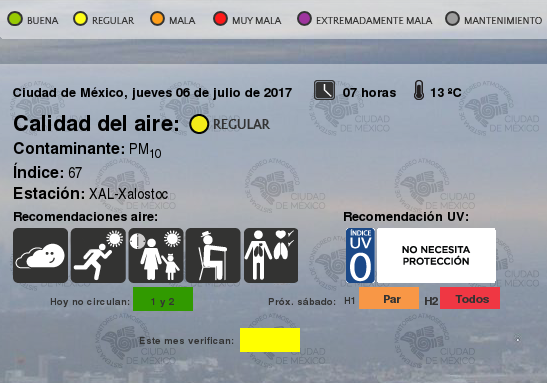 BUENA REGULAR MALA MUY MALA EXTREMADAMENTE MALA MANTENIMIENTO
Ciudad de México, jueves 06 de julio de 2017 07 horas 13 ºC
Calidad del aire: REGULAR
Contaminante: PM10
Índice: 67
Estación: XAL-Xalostoc
Recomendaciones aire: Recomendación UV:
ÍNDICE UV 0 NO NECESITA PROTECCIÓN
Hoy no circulan: 1 y 2 Próx. sábado: H1 Par H2 Todos
Este mes verifican:
MONITOREO ATMOSFÉRICO CIUDAD DE MÉXICO